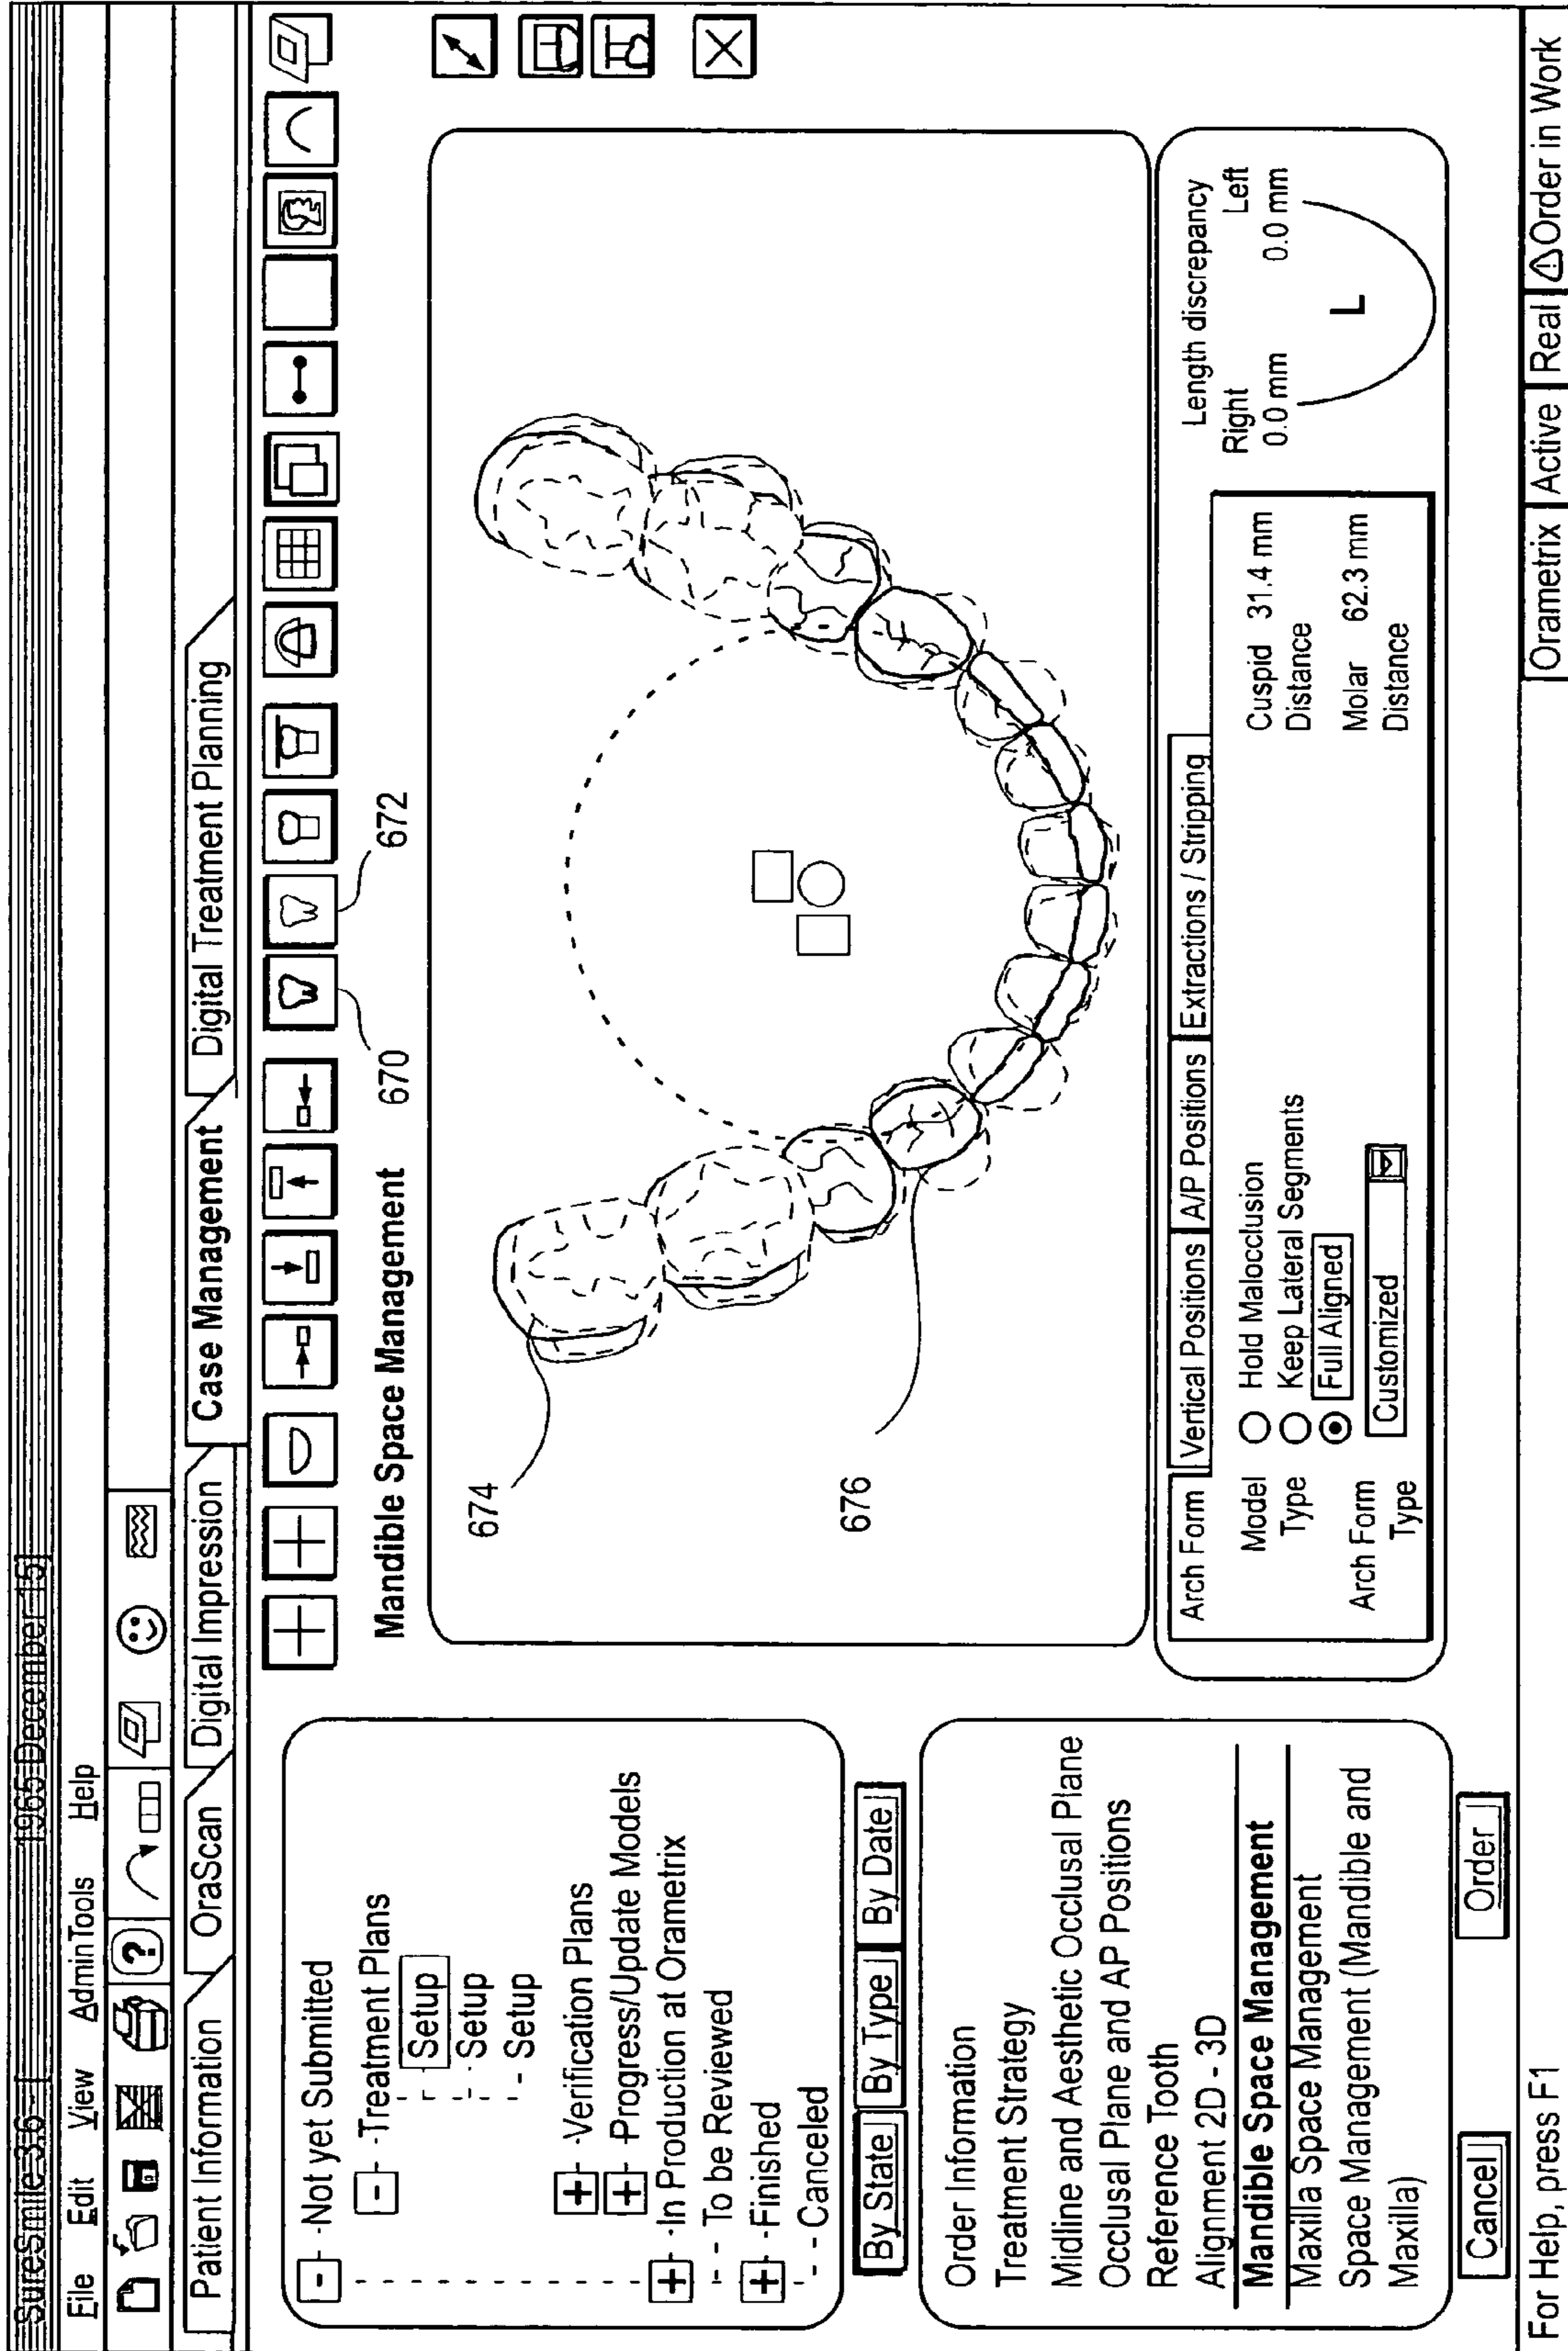 SureSmile 3.6 - [ 1965 December 15]
File Edit View AdminTools Help
Patient Information OraScan Digital Impression Case Management Digital Treatment Planning
Not yet Submitted
Treatment Plans
Setup
Setup
Setup
Verification Plans
Progress/Update Models
In Production at Orametrix
To be Reviewed
Finished
Canceled
By State By Type By Date
Order Information
Treatment Strategy
Midline and Aesthetic Occlusal Plane
Occlusal Plane and AP Positions
Reference Tooth
Alignment 2D - 3D
Mandible Space Management
Maxilla Space Management
Space Management (Mandible and
Maxilla)
Cancel Order
670 672
Mandible Space Management
674
676
L
Arch Form Vertical Positions A/P Positions Extractions / Stripping
Model Type
Hold Malocclusion
Keep Lateral Segments
Full Aligned
Arch Form Type
Customized
Cuspid Distance 31.4 mm
Molar Distance 62.3 mm
Length discrepancy
Right Left
0.0 mm 0.0 mm
For Help, press F1
Orametrix Active Real Order in Work